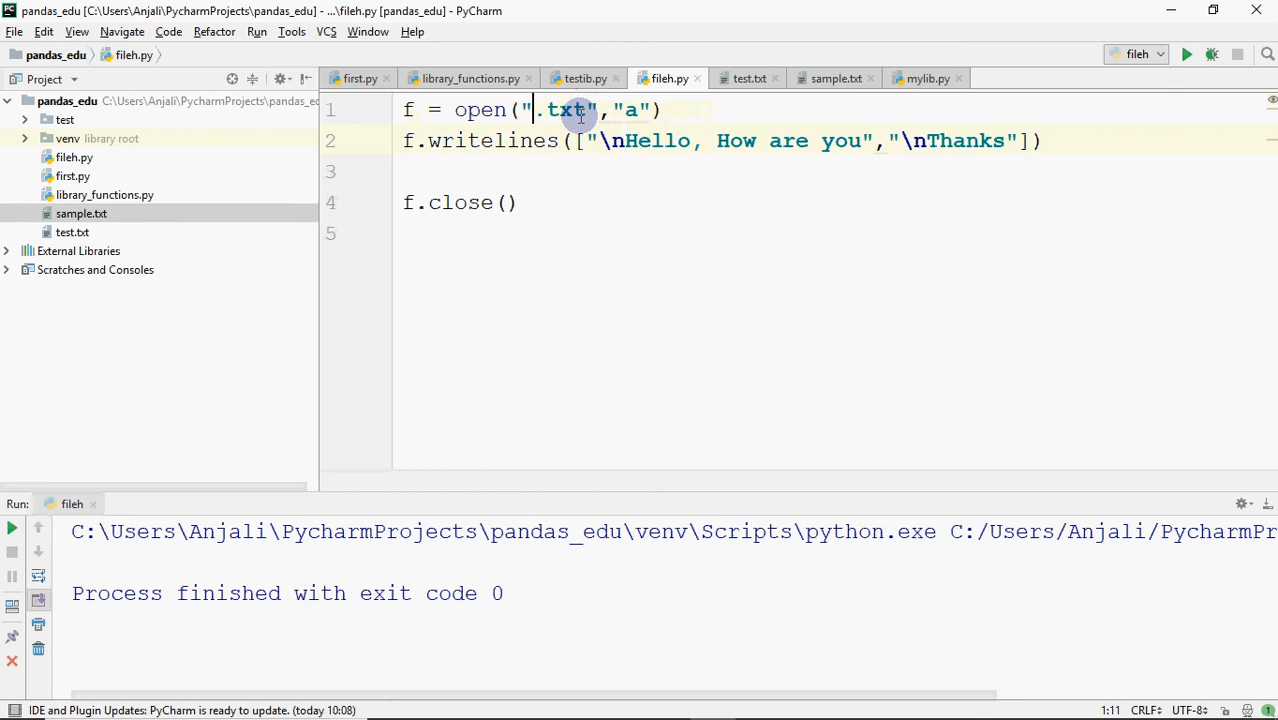 pandas_edu [C:\Users\Anjali\PycharmProjects\pandas_edu] - ...\fileh.py [pandas_edu] - PyCharm
File Edit View Navigate Code Refactor Run Tools VCS Window Help
pandas_edu fileh.py fileh
Project first.py library_functions.py testib.py fileh.py test.txt sample.txt mylib.py
pandas_edu C:\Users\Anjali\PycharmProjects\pandas_ec
test
venv library root
fileh.py
first.py
library_functions.py
sample.txt
test.txt
External Libraries
Scratches and Consoles
1 f = open(".txt","a")
2 f.writelines(["\nHello, How are you","\nThanks"])
3
4 f.close()
5
Run: fileh
C:\Users\Anjali\PycharmProjects\pandas_edu\venv\Scripts\python.exe C:/Users/Anjali/PycharmPr
Process finished with exit code 0
IDE and Plugin Updates: PyCharm is ready to update. (today 10:08) 1:11 CRLF UTF-8 1